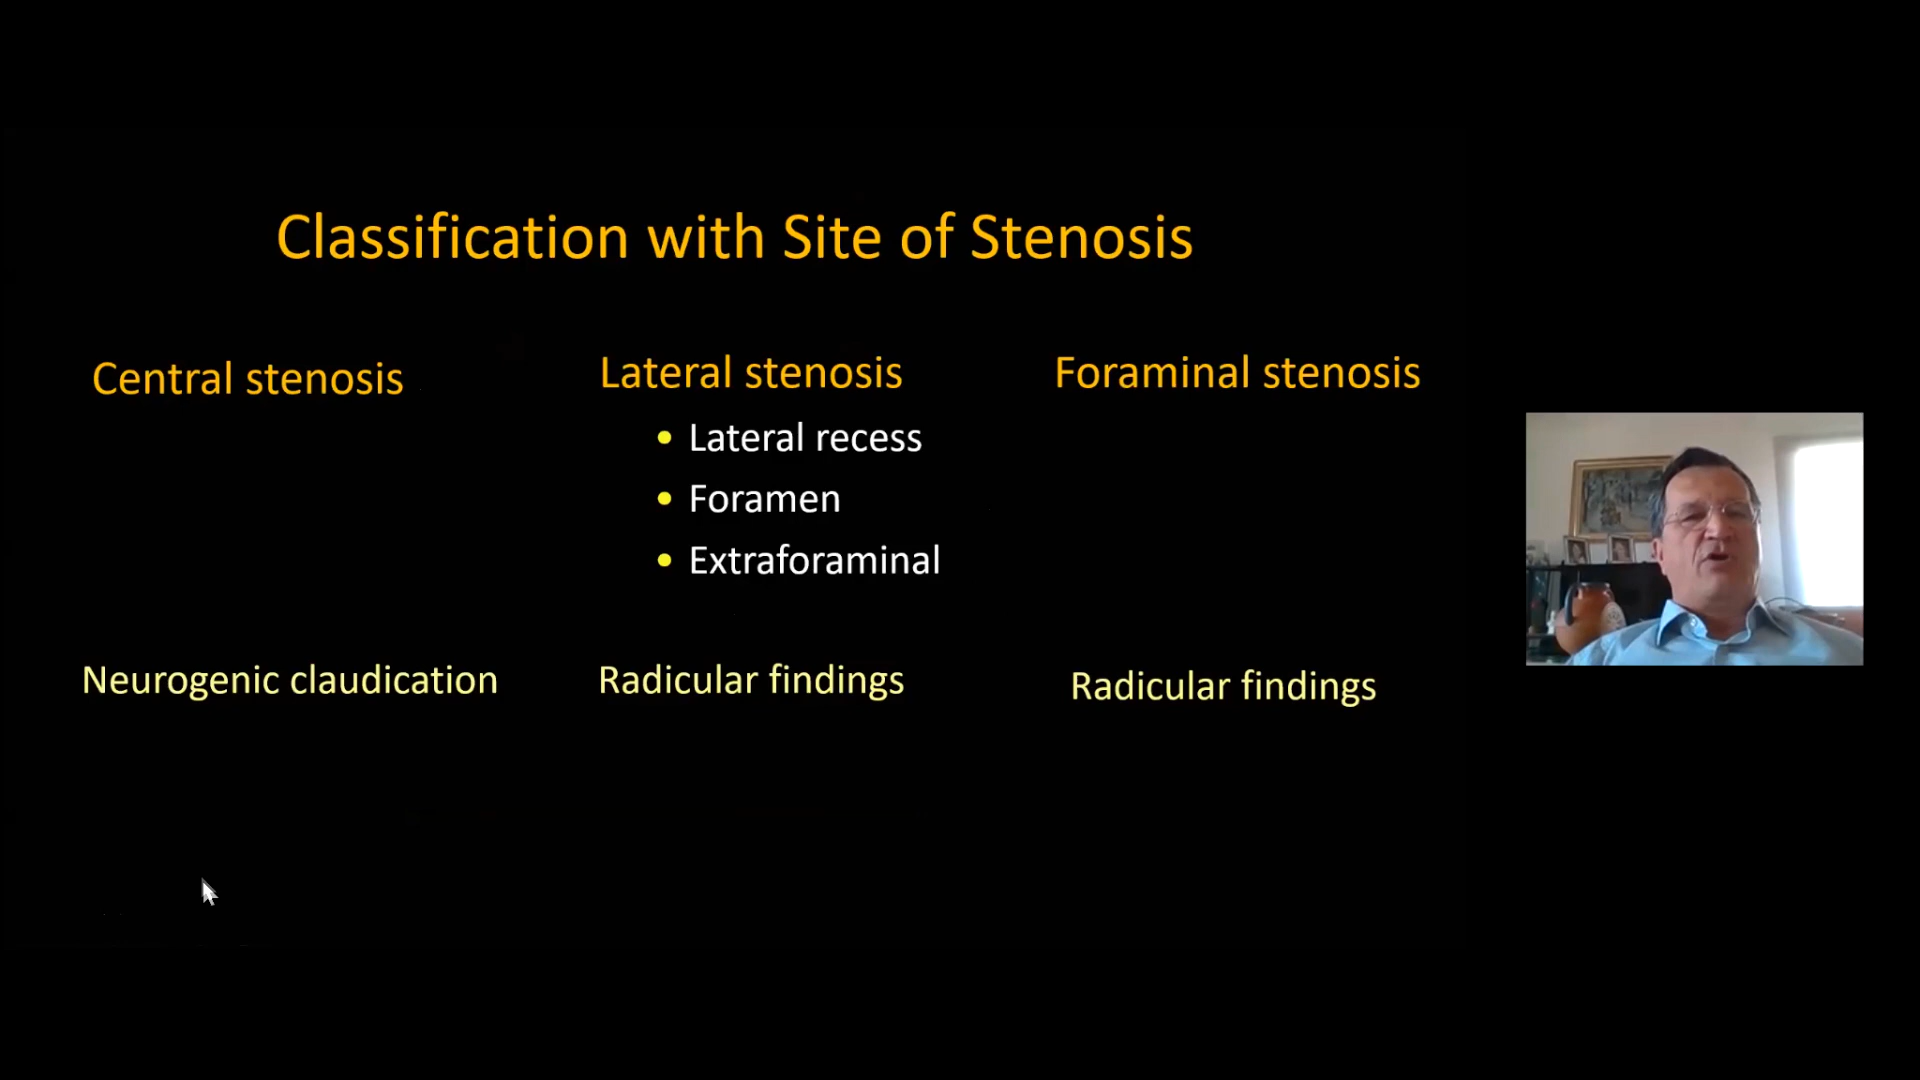 Classification with Site of Stenosis
Central stenosis
Lateral stenosis
Foraminal stenosis
• Lateral recess
• Foramen
• Extraforaminal
Neurogenic claudication
Radicular findings
Radicular findings